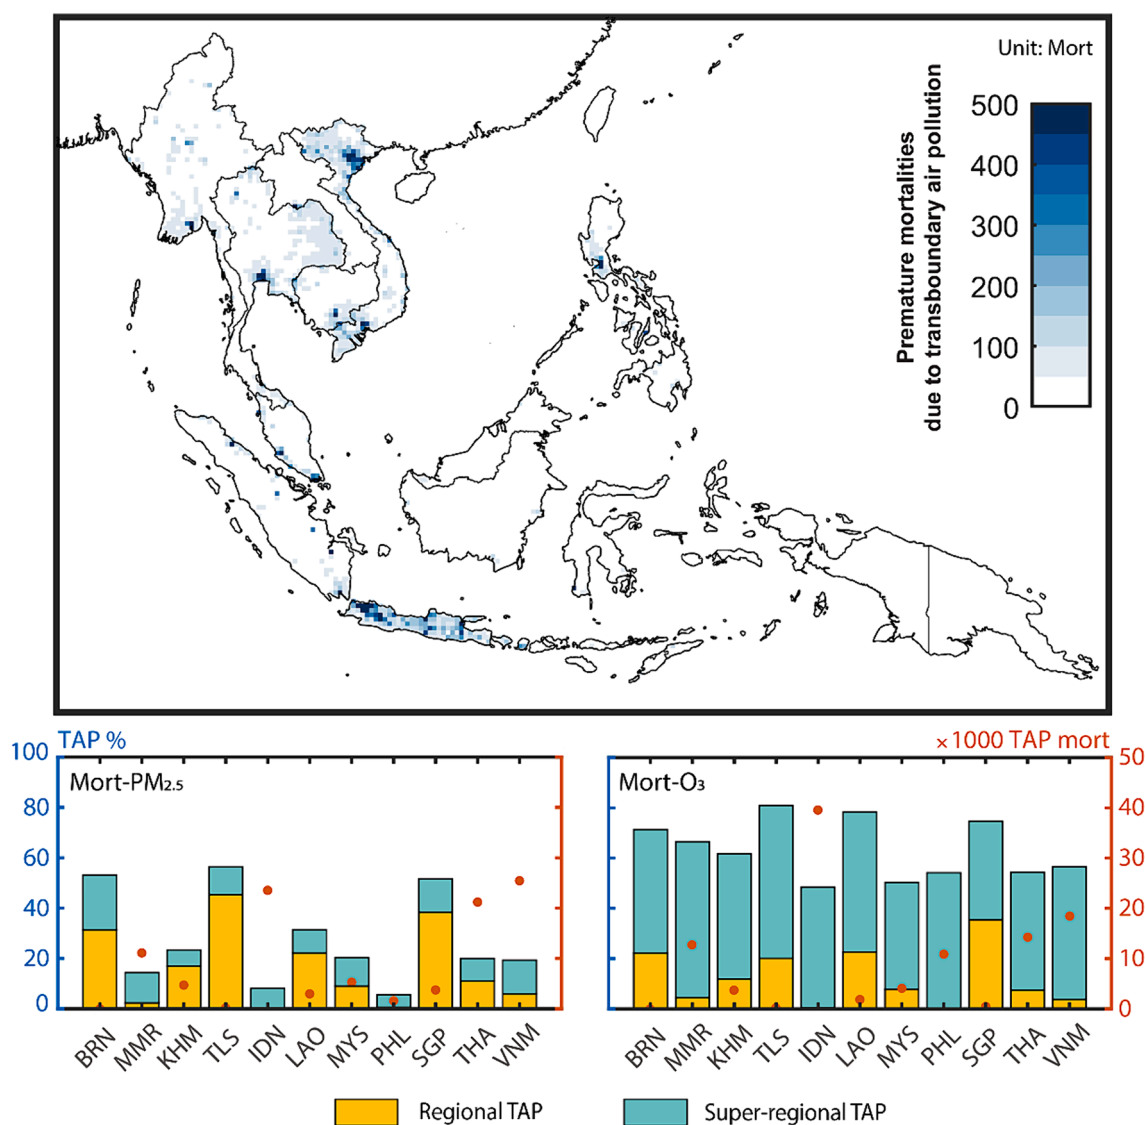 Unit: Mort
Premature mortalities
due to transboundary air pollution
500
400
300
200
100
0
TAP %
×1000 TAP mort
Mort-PM₂.₅
Mort-O₃
100
80
60
40
20
0
50
40
30
20
10
0
BRN MMR KHM TLS IDN LAO MYS PHL SGP THA VNM
BRN MMR KHM TLS IDN LAO MYS PHL SGP THA VNM
Regional TAP
Super-regional TAP